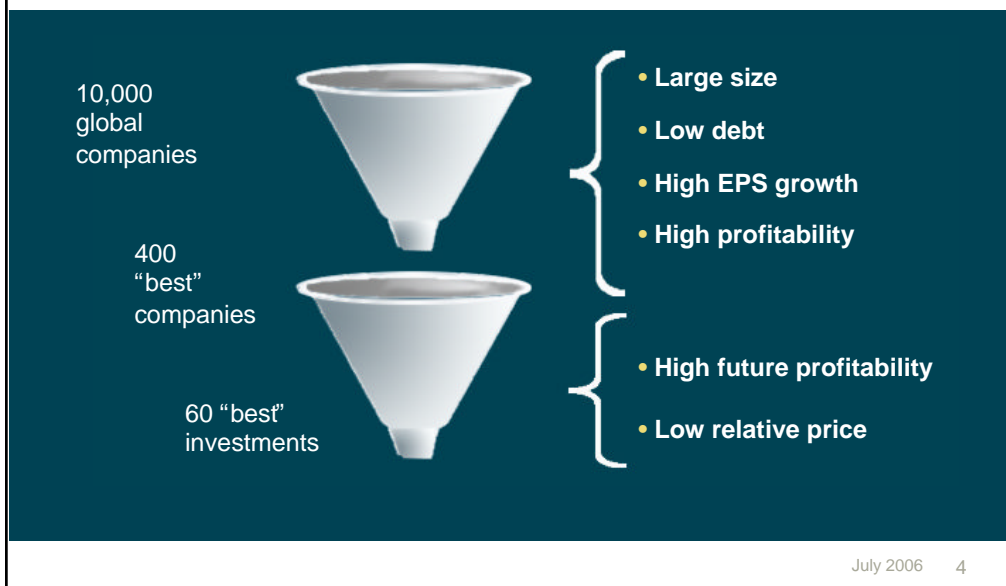 10,000
global
companies
• Large size
• Low debt
• High EPS growth
• High profitability
400
“best”
companies
• High future profitability
• Low relative price
60 “best”
investments
July 2006 4